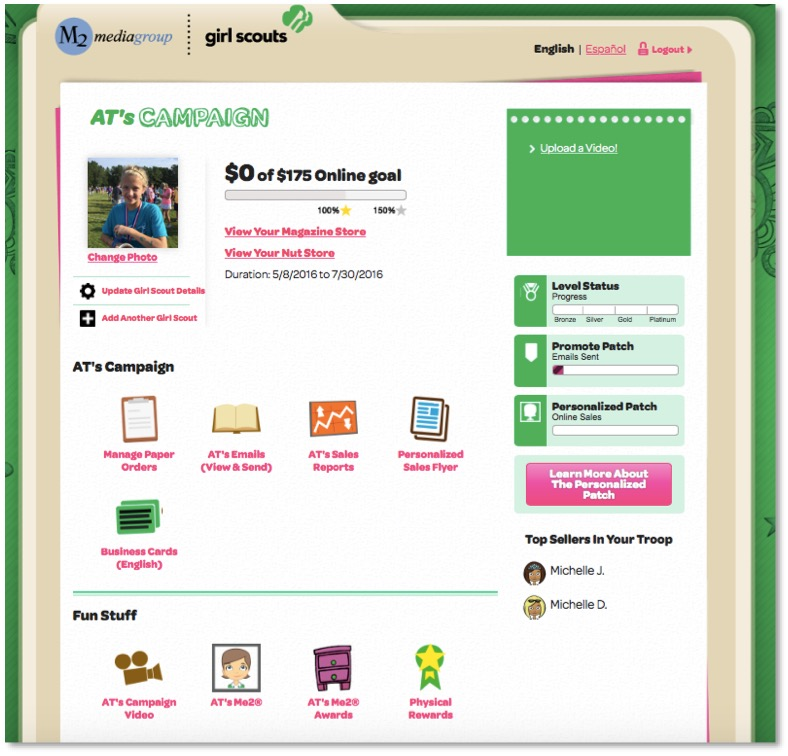 M2 mediagroup
girl scouts
English | Español Logout
AT's CAMPAIGN
$0 of $175 Online goal
100% 150%
View Your Magazine Store
View Your Nut Store
Duration: 5/8/2016 to 7/30/2016
Change Photo
Update Girl Scout Details
Add Another Girl Scout
Upload a Video!
Level Status
Progress
Bronze Silver Gold Platinum
Promote Patch
Emails Sent
Personalized Patch
Online Sales
Learn More About
The Personalized
Patch
Top Sellers In Your Troop
Michelle J.
Michelle D.
AT's Campaign
Manage Paper
Orders
AT's Emails
(View & Send)
AT's Sales
Reports
Personalized
Sales Flyer
Business Cards
(English)
Fun Stuff
AT's Campaign
Video
AT's Me2®
AT's Me2®
Awards
Physical
Rewards